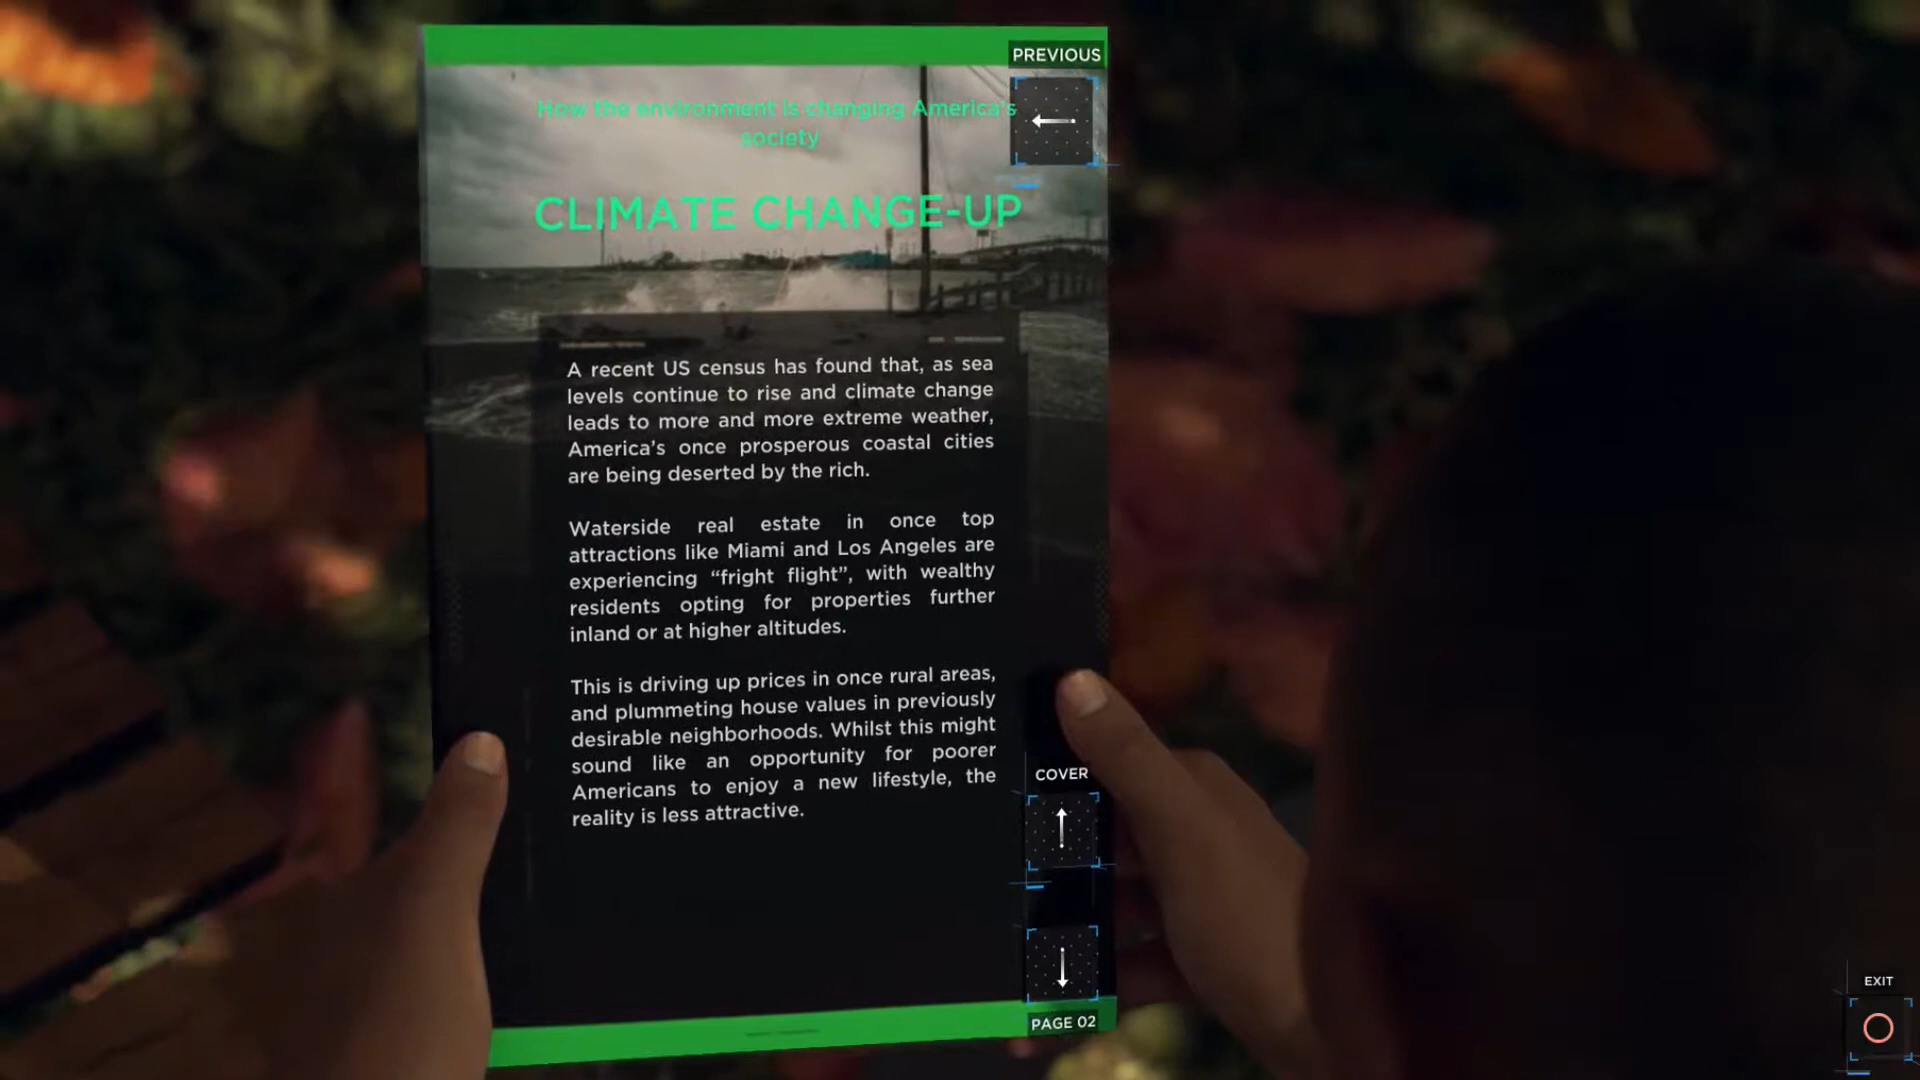 PREVIOUS
How the environment is changing America's
society
CLIMATE CHANGE-UP
A recent US census has found that, as sea
levels continue to rise and climate change
leads to more and more extreme weather,
America's once prosperous coastal cities
are being deserted by the rich.
Waterside real estate in once top
attractions like Miami and Los Angeles are
experiencing “fright flight”, with wealthy
residents opting for properties further
inland or at higher altitudes.
This is driving up prices in once rural areas,
and plummeting house values in previously
desirable neighborhoods. Whilst this might
sound like an opportunity for poorer
Americans to enjoy a new lifestyle, the
reality is less attractive.
COVER
PAGE 02
EXIT